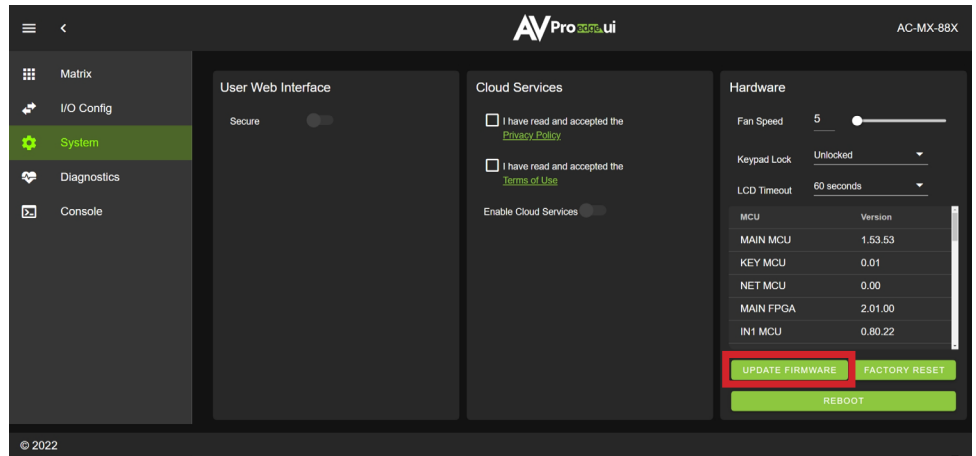 AVPro edge.ui
AC-MX-88X
Matrix
I/O Config
System
Diagnostics
Console
User Web Interface
Secure
Cloud Services
I have read and accepted the
Privacy Policy
I have read and accepted the
Terms of Use
Enable Cloud Services
Hardware
Fan Speed 5
Keypad Lock Unlocked
LCD Timeout 60 seconds
MCU Version
MAIN MCU 1.53.53
KEY MCU 0.01
NET MCU 0.00
MAIN FPGA 2.01.00
IN1 MCU 0.80.22
UPDATE FIRMWARE FACTORY RESET
REBOOT
© 2022